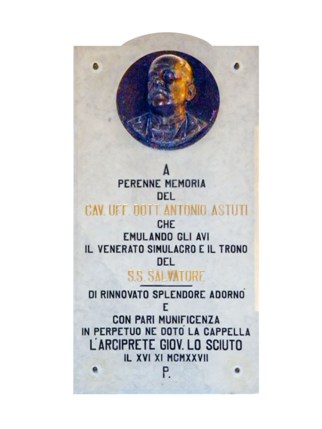 A
PERENNE MEMORIA
DEL
CAV. UFF. DOTT. ANTONIO ASTUTI
CHE
EMULANDO GLI AVI
IL VENERATO SIMULACRO E IL TRONO
DEL
S.S. SALVATORE
DI RINNOVATO SPLENDORE ADORNO'
E
CON PARI MUNIFICENZA
IN PERPETUO NE DOTO' LA CAPPELLA
L'ARCIPRETE GIOV. LO SCIUTO
IL XVI XI MCMXXVII
P.